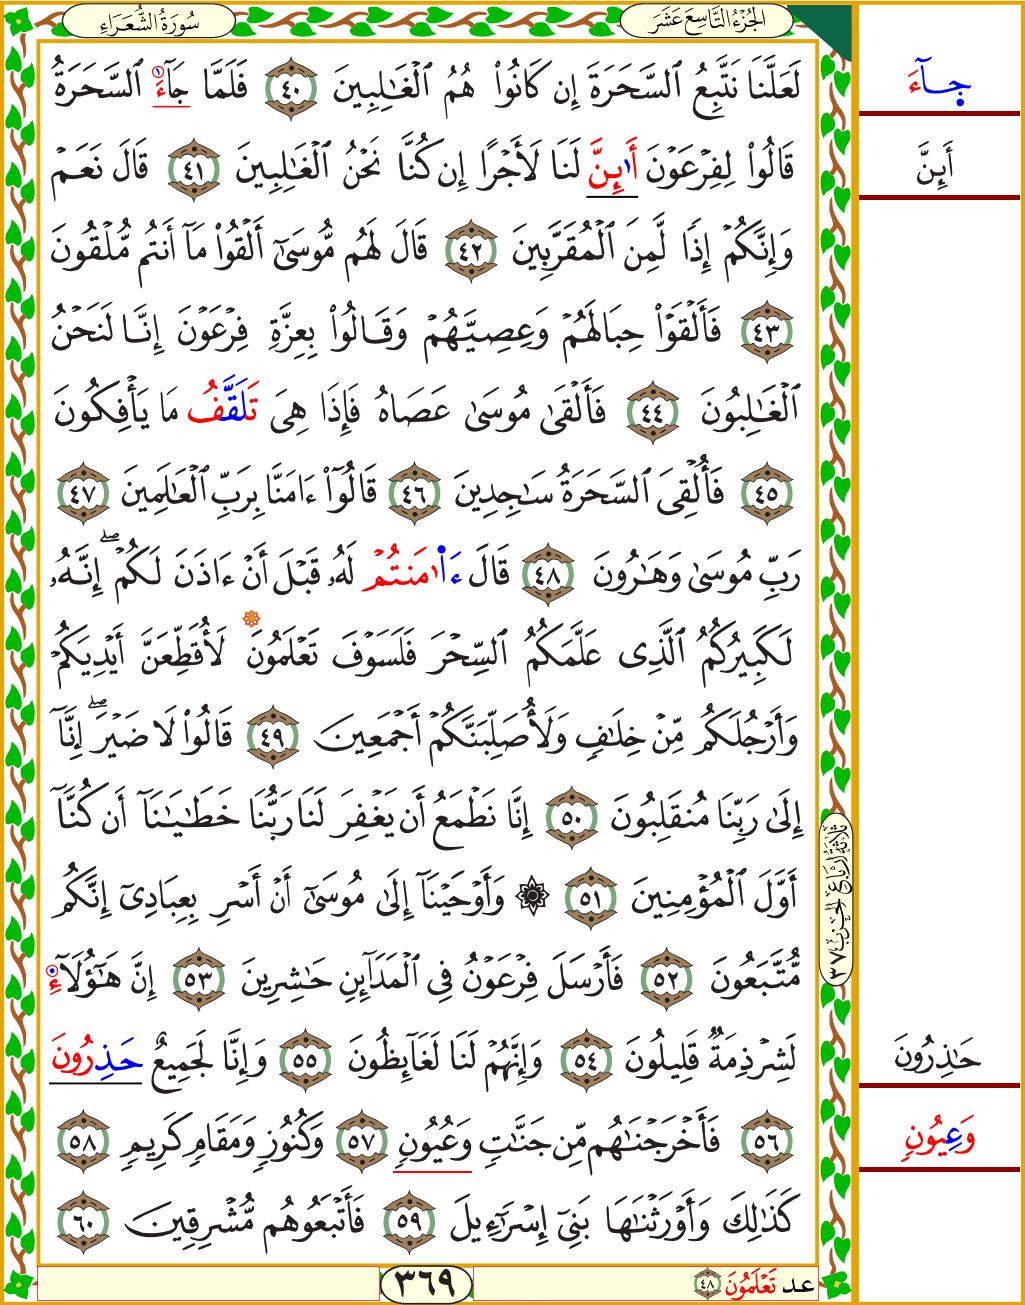 سُورَةُ الشُّعَرَاءِ
الجُزْءُ التَّاسِعَ عَشَرَ
لَعَلَّنَا نَتَّبِعُ ٱلسَّحَرَةَ إِن كَانُوا۟ هُمُ ٱلْغَـٰلِبِينَ ٤٠ فَلَمَّا جَآءَ ٱلسَّحَرَةُ
جَآءَ
قَالُوا۟ لِفِرْعَوْنَ أَا۟ئِنَّ لَنَا لَأَجْرًا إِن كُنَّا نَحْنُ ٱلْغَـٰلِبِينَ ٤١ قَالَ نَعَمْ
أَئِنَّ
وَإِنَّكُمْ إِذًا لَّمِنَ ٱلْمُقَرَّبِينَ ٤٢ قَالَ لَهُم مُّوسَىٰٓ أَلْقُوا۟ مَآ أَنتُم مُّلْقُونَ
٤٣ فَأَلْقَوْا۟ حِبَالَهُمْ وَعِصِيَّهُمْ وَقَالُوا۟ بِعِزَّةِ فِرْعَوْنَ إِنَّا لَنَحْنُ
ٱلْغَـٰلِبُونَ ٤٤ فَأَلْقَىٰ مُوسَىٰ عَصَاهُ فَإِذَا هِىَ تَلَقَّفُ مَا يَأْفِكُونَ
٤٥ فَأُلْقِىَ ٱلسَّحَرَةُ سَـٰجِدِينَ ٤٦ قَالُوٓا۟ ءَامَنَّا بِرَبِّ ٱلْعَـٰلَمِينَ ٤٧
رَبِّ مُوسَىٰ وَهَـٰرُونَ ٤٨ قَالَ ءَا۬ا۟مَنتُمْ لَهُۥ قَبْلَ أَنْ ءَاذَنَ لَكُمْ ۖ إِنَّهُۥ
لَكَبِيرُكُمُ ٱلَّذِى عَلَّمَكُمُ ٱلسِّحْرَ فَلَسَوْفَ تَعْلَمُونَ لَأُقَطِّعَنَّ أَيْدِيَكُمْ
وَأَرْجُلَكُم مِّنْ خِلَـٰفٍ وَلَأُصَلِّبَنَّكُمْ أَجْمَعِينَ ٤٩ قَالُوا۟ لَا ضَيْرَ ۖ إِنَّآ
إِلَىٰ رَبِّنَا مُنقَلِبُونَ ٥٠ إِنَّا نَطْمَعُ أَن يَغْفِرَ لَنَا رَبُّنَا خَطَـٰيَـٰنَآ أَن كُنَّآ
أَوَّلَ ٱلْمُؤْمِنِينَ ٥١ ۞ وَأَوْحَيْنَآ إِلَىٰ مُوسَىٰٓ أَنْ أَسْرِ بِعِبَادِىٓ إِنَّكُم
ثلاثة أرباع الحزب ٣٧
مُّتَّبَعُونَ ٥٢ فَأَرْسَلَ فِرْعَوْنُ فِى ٱلْمَدَآئِنِ حَـٰشِرِينَ ٥٣ إِنَّ هَـٰٓؤُلَآءِ
لَشِرْذِمَةٌ قَلِيلُونَ ٥٤ وَإِنَّهُمْ لَنَا لَغَآئِظُونَ ٥٥ وَإِنَّا لَجَمِيعٌ حَذِرُونَ
حَـٰذِرُونَ
٥٦ فَأَخْرَجْنَـٰهُم مِّن جَنَّـٰتٍ وَعُيُونٍ ٥٧ وَكُنُوزٍ وَمَقَامٍ كَرِيمٍ ٥٨
وَعِيُونٍ
كَذَٰلِكَ وَأَوْرَثْنَـٰهَا بَنِىٓ إِسْرَٰٓءِيلَ ٥٩ فَأَتْبَعُوهُم مُّشْرِقِينَ ٦٠
٣٦٩
عد تَعْلَمُونَ ٤٨